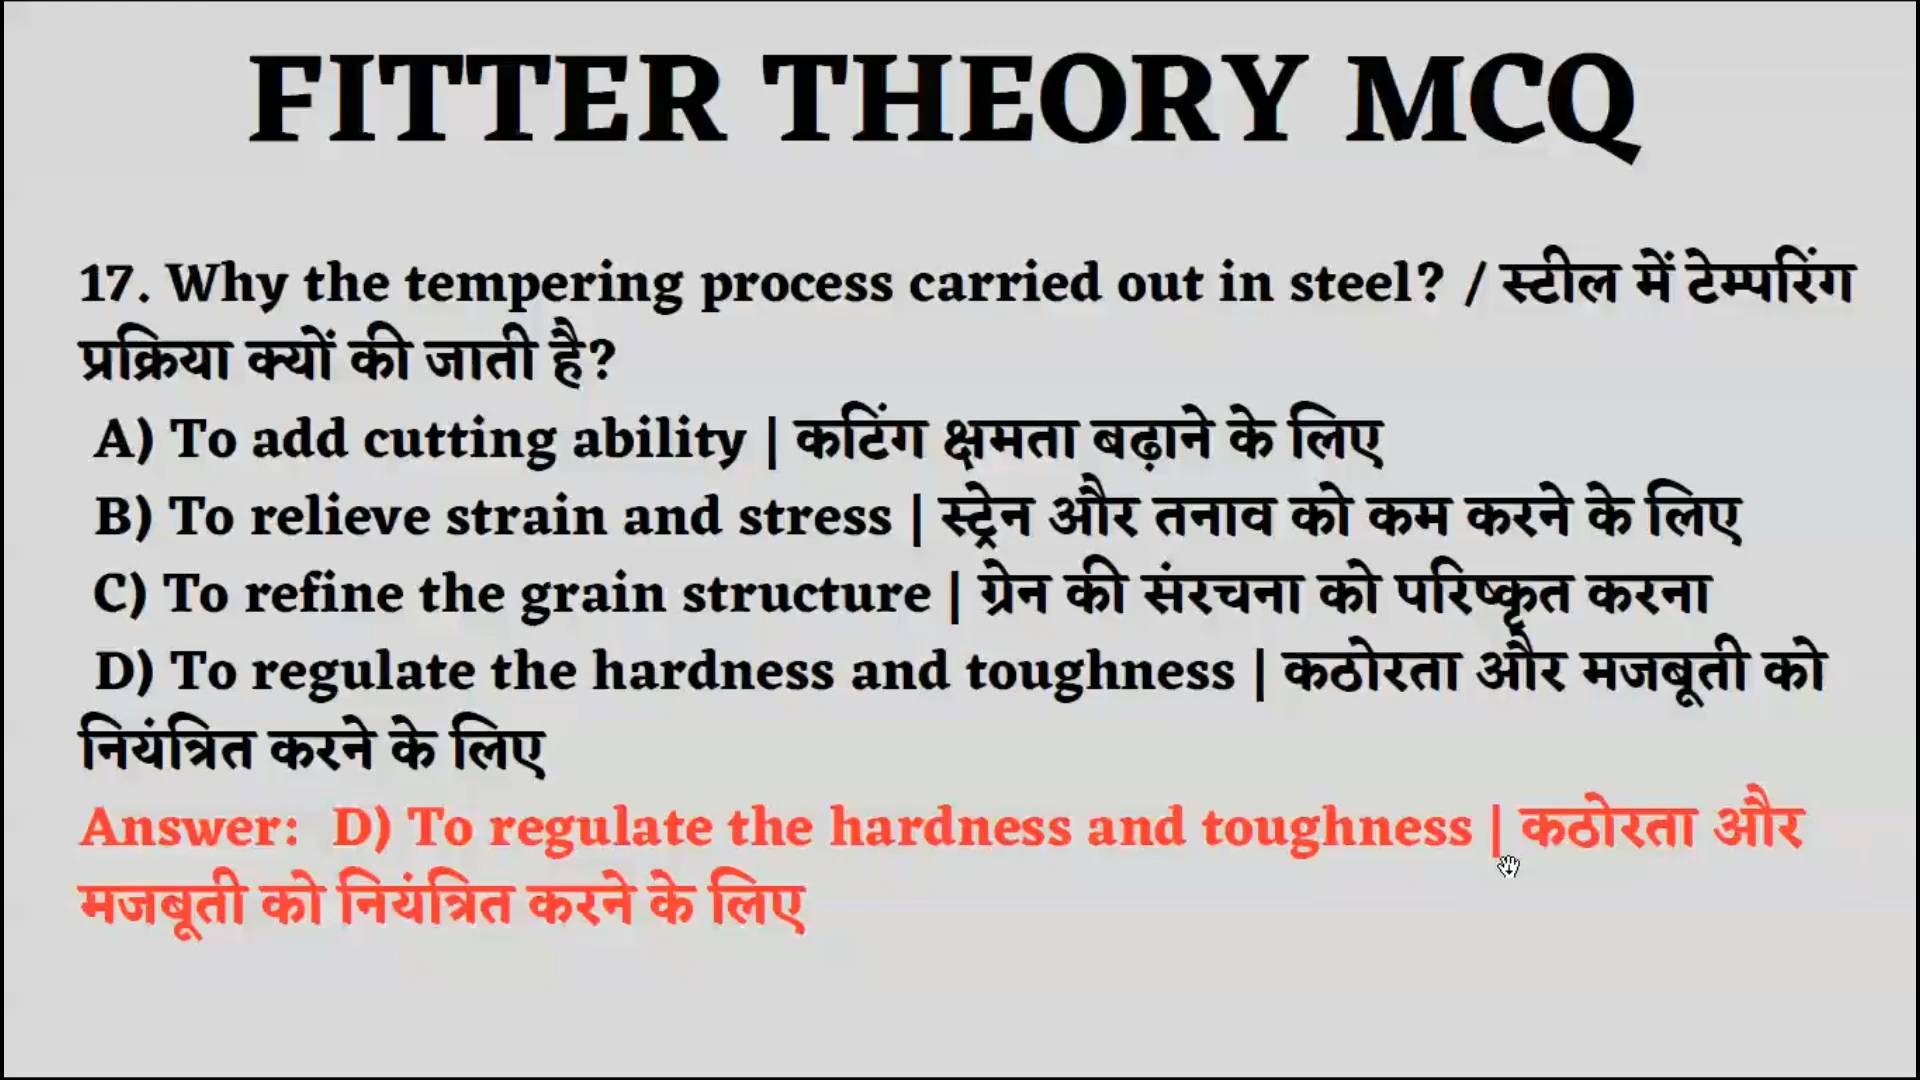 FITTER THEORY MCQ
17. Why the tempering process carried out in steel? / स्टील में टेम्परिंग
प्रक्रिया क्यों की जाती है?
A) To add cutting ability | कटिंग क्षमता बढ़ाने के लिए
B) To relieve strain and stress | स्ट्रेन और तनाव को कम करने के लिए
C) To refine the grain structure | ग्रेन की संरचना को परिष्कृत करना
D) To regulate the hardness and toughness | कठोरता और मजबूती को
नियंत्रित करने के लिए
Answer: D) To regulate the hardness and toughness | कठोरता और
मजबूती को नियंत्रित करने के लिए